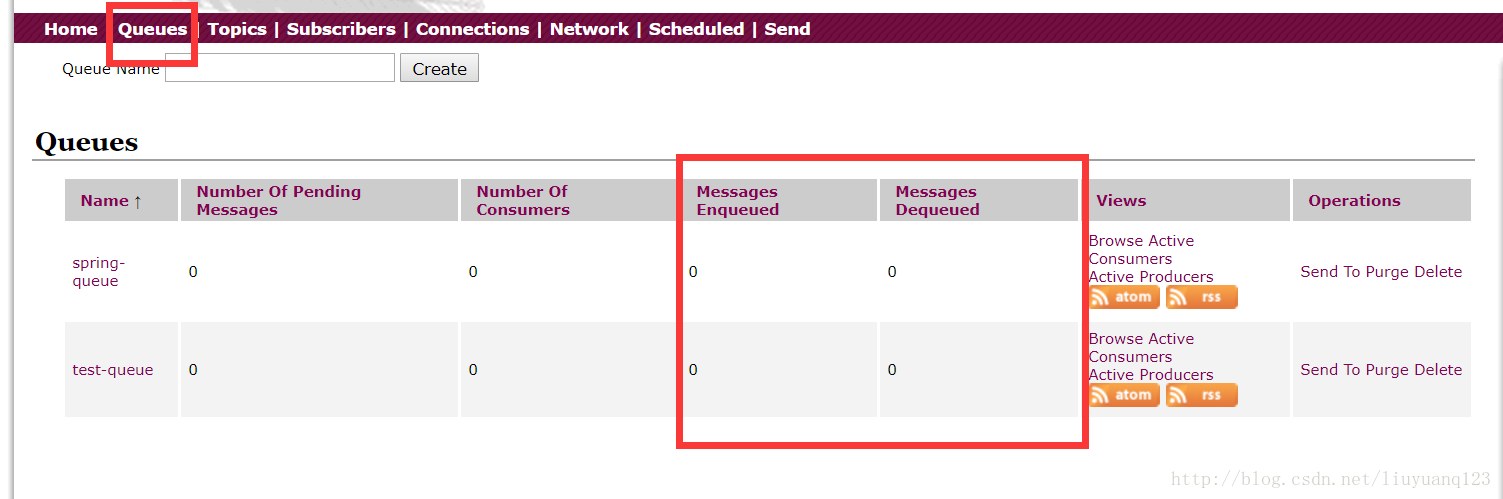 Home Queues | Topics | Subscribers | Connections | Network | Scheduled | Send
Queue Name Create
Queues
Name ↑ Number Of Pending Messages Number Of Consumers Messages Enqueued Messages Dequeued Views Operations
spring-queue 0 0 0 0 Browse Active Consumers Send To Purge Delete
Active Producers
atom rss
test-queue 0 0 0 0 Browse Active Consumers Send To Purge Delete
Active Producers
atom rss
http://blog.csdn.net/liuyuanq123